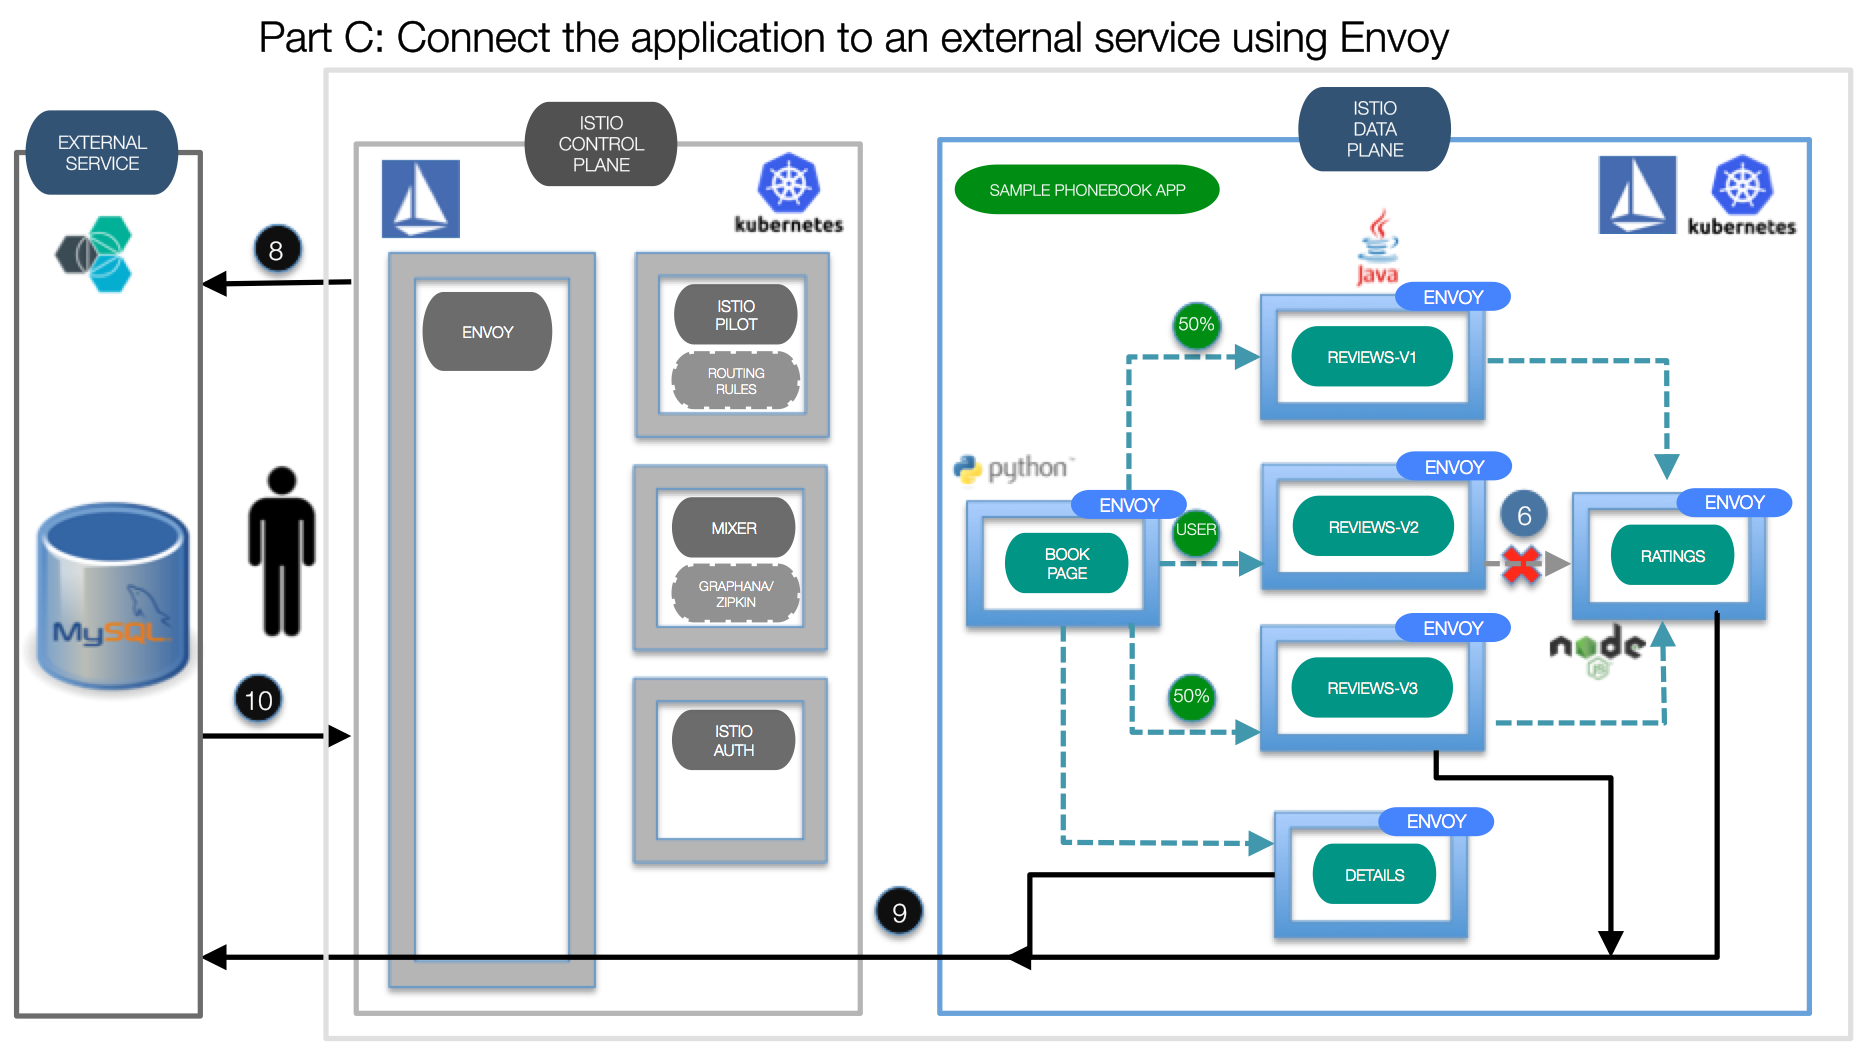 Part C: Connect the application to an external service using Envoy
EXTERNAL
SERVICE
ISTIO
CONTROL
PLANE
ISTIO
DATA
PLANE
SAMPLE PHONEBOOK APP
kubernetes
kubernetes
Java
8
ENVOY
ISTIO
PILOT
ROUTING
RULES
50%
ENVOY
REVIEWS-V1
python
ENVOY
BOOK
PAGE
USER
ENVOY
REVIEWS-V2
6
ENVOY
RATINGS
MIXER
GRAPHANA/
ZIPKIN
MySQL
node
JS
10
ISTIO
AUTH
50%
ENVOY
REVIEWS-V3
ENVOY
DETAILS
9